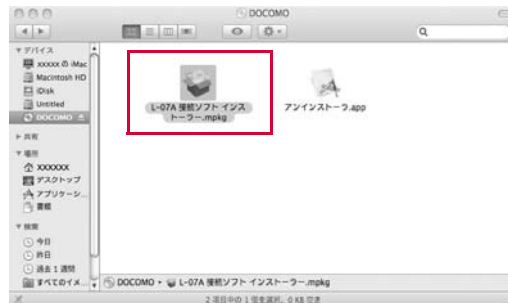 DOCOMO
デバイス
xxxxx の iMac
Macintosh HD
iDisk
Untitled
DOCOMO
共有
場所
XXXXXX
デスクトップ
アプリケーシ...
書類
検索
今日
昨日
過去 1 週間
すべてのイメ...
L-07A 接続ソフト インス
トーラー.mpkg
アンインストーラ.app
DOCOMO ▸ L-07A 接続ソフト インストーラー.mpkg
2 項目中の 1 個を選択、0 KB 空き